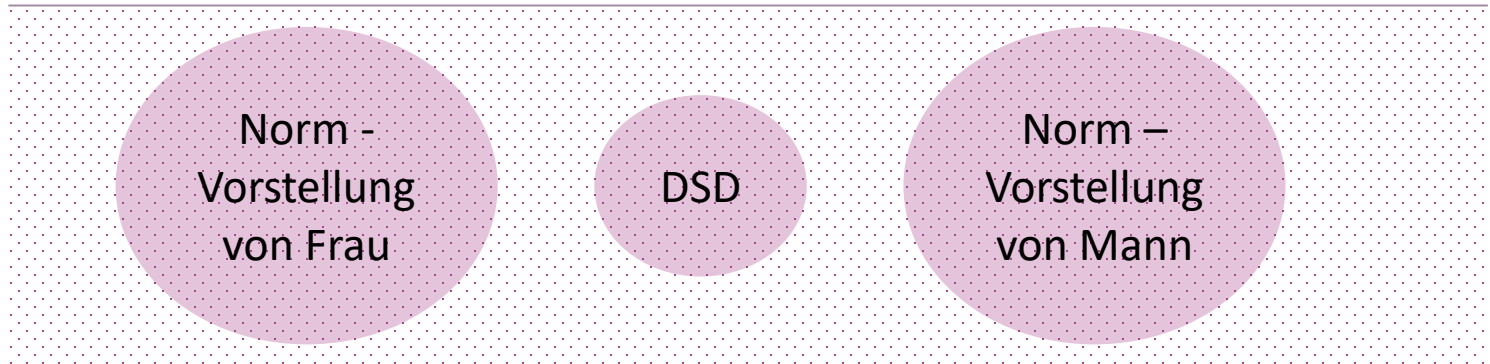 Norm -
Vorstellung
von Frau
DSD
Norm –
Vorstellung
von Mann